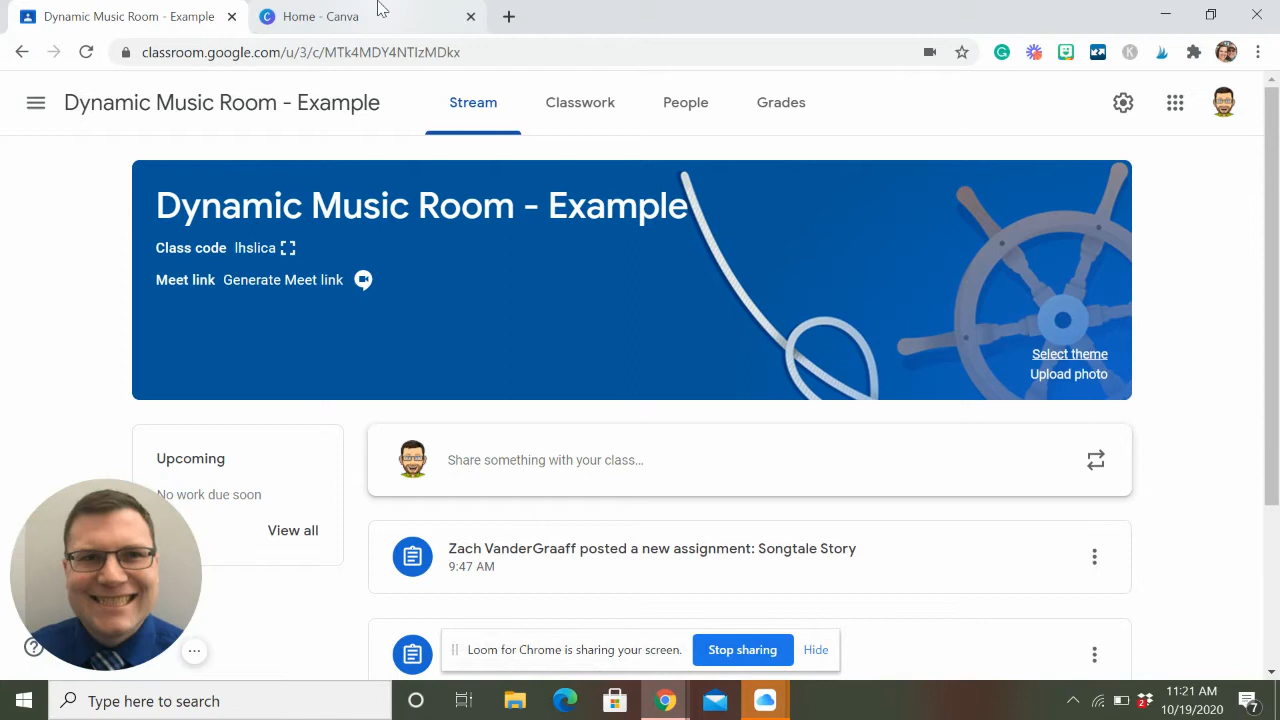 Dynamic Music Room - Example
Home - Canva
classroom.google.com/u/3/c/MTk4MDY4NTIzMDkx
Dynamic Music Room - Example
Stream
Classwork
People
Grades
Dynamic Music Room - Example
Class code lhslica
Meet link Generate Meet link
Select theme
Upload photo
Upcoming
No work due soon
View all
Share something with your class...
Zach VanderGraaff posted a new assignment: Songtale Story
9:47 AM
Loom for Chrome is sharing your screen.
Stop sharing
Hide
Type here to search
11:21 AM
10/19/2020
2
7